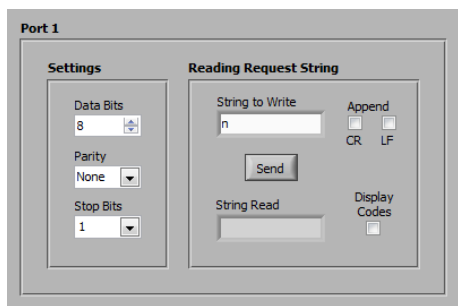 Port 1
Settings
Data Bits
8
Parity
None
Stop Bits
1
Reading Request String
String to Write
n
Append
CR LF
Send
String Read
Display
Codes